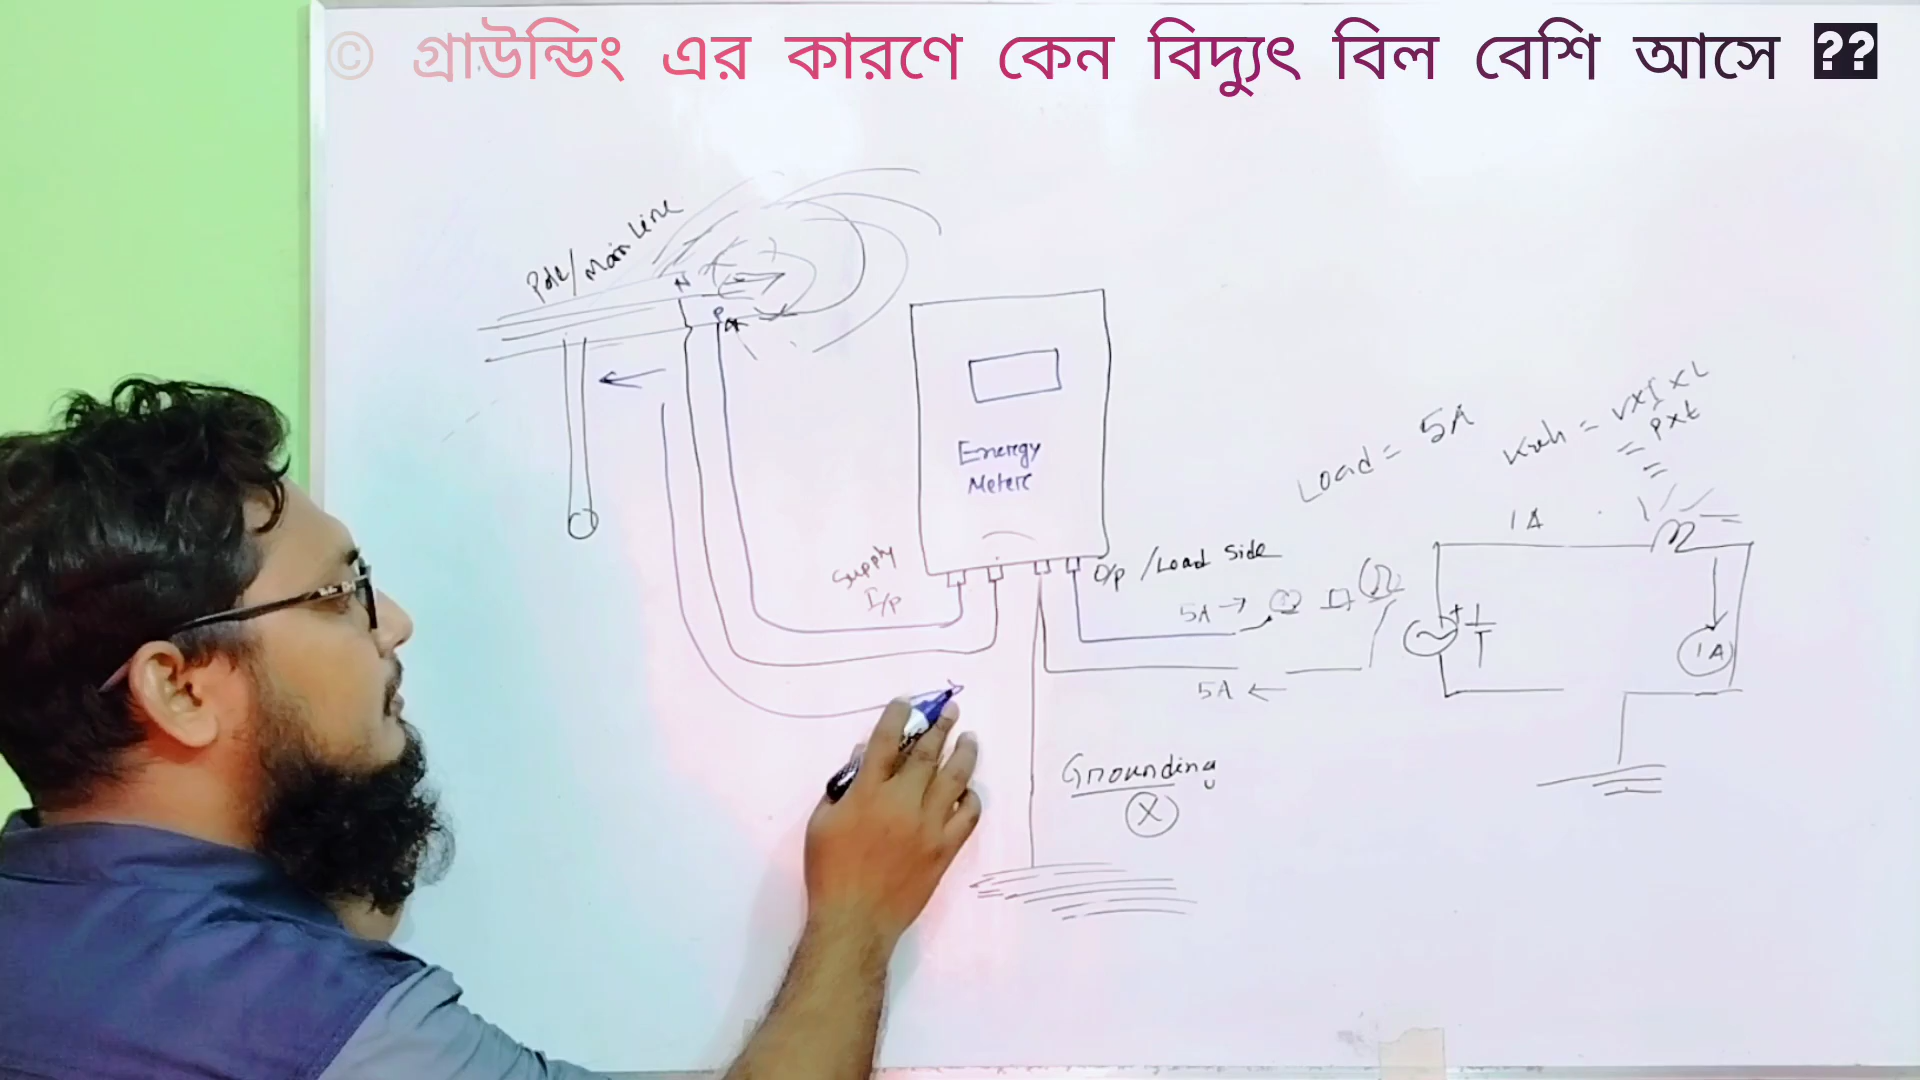 © গ্রাউন্ডিং এর কারণে কেন বিদ্যুৎ বিল বেশি আসে ??
Pole/Main Line
N
P
Energy
Meter
Supply
I/P
O/P /Load Side
5A →
5A ←
Load = 5A
Kwh = VxIxt
= Pxt
=
1A
+
1A
Grounding
X